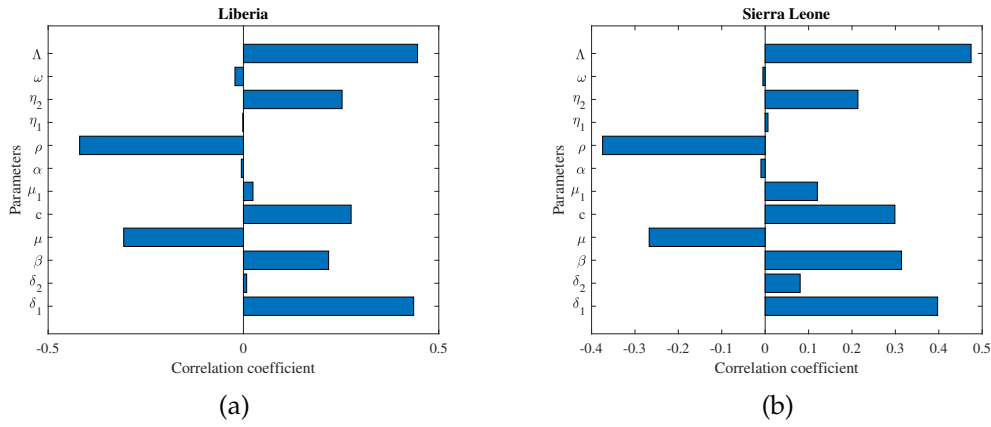 Liberia
Λ
ω
η2
η1
ρ
α
μ1
c
μ
β
δ2
δ1
Parameters
-0.5 0 0.5
Correlation coefficient
(a)
Sierra Leone
Λ
ω
η2
η1
ρ
α
μ1
c
μ
β
δ2
δ1
Parameters
-0.4 -0.3 -0.2 -0.1 0 0.1 0.2 0.3 0.4 0.5
Correlation coefficient
(b)